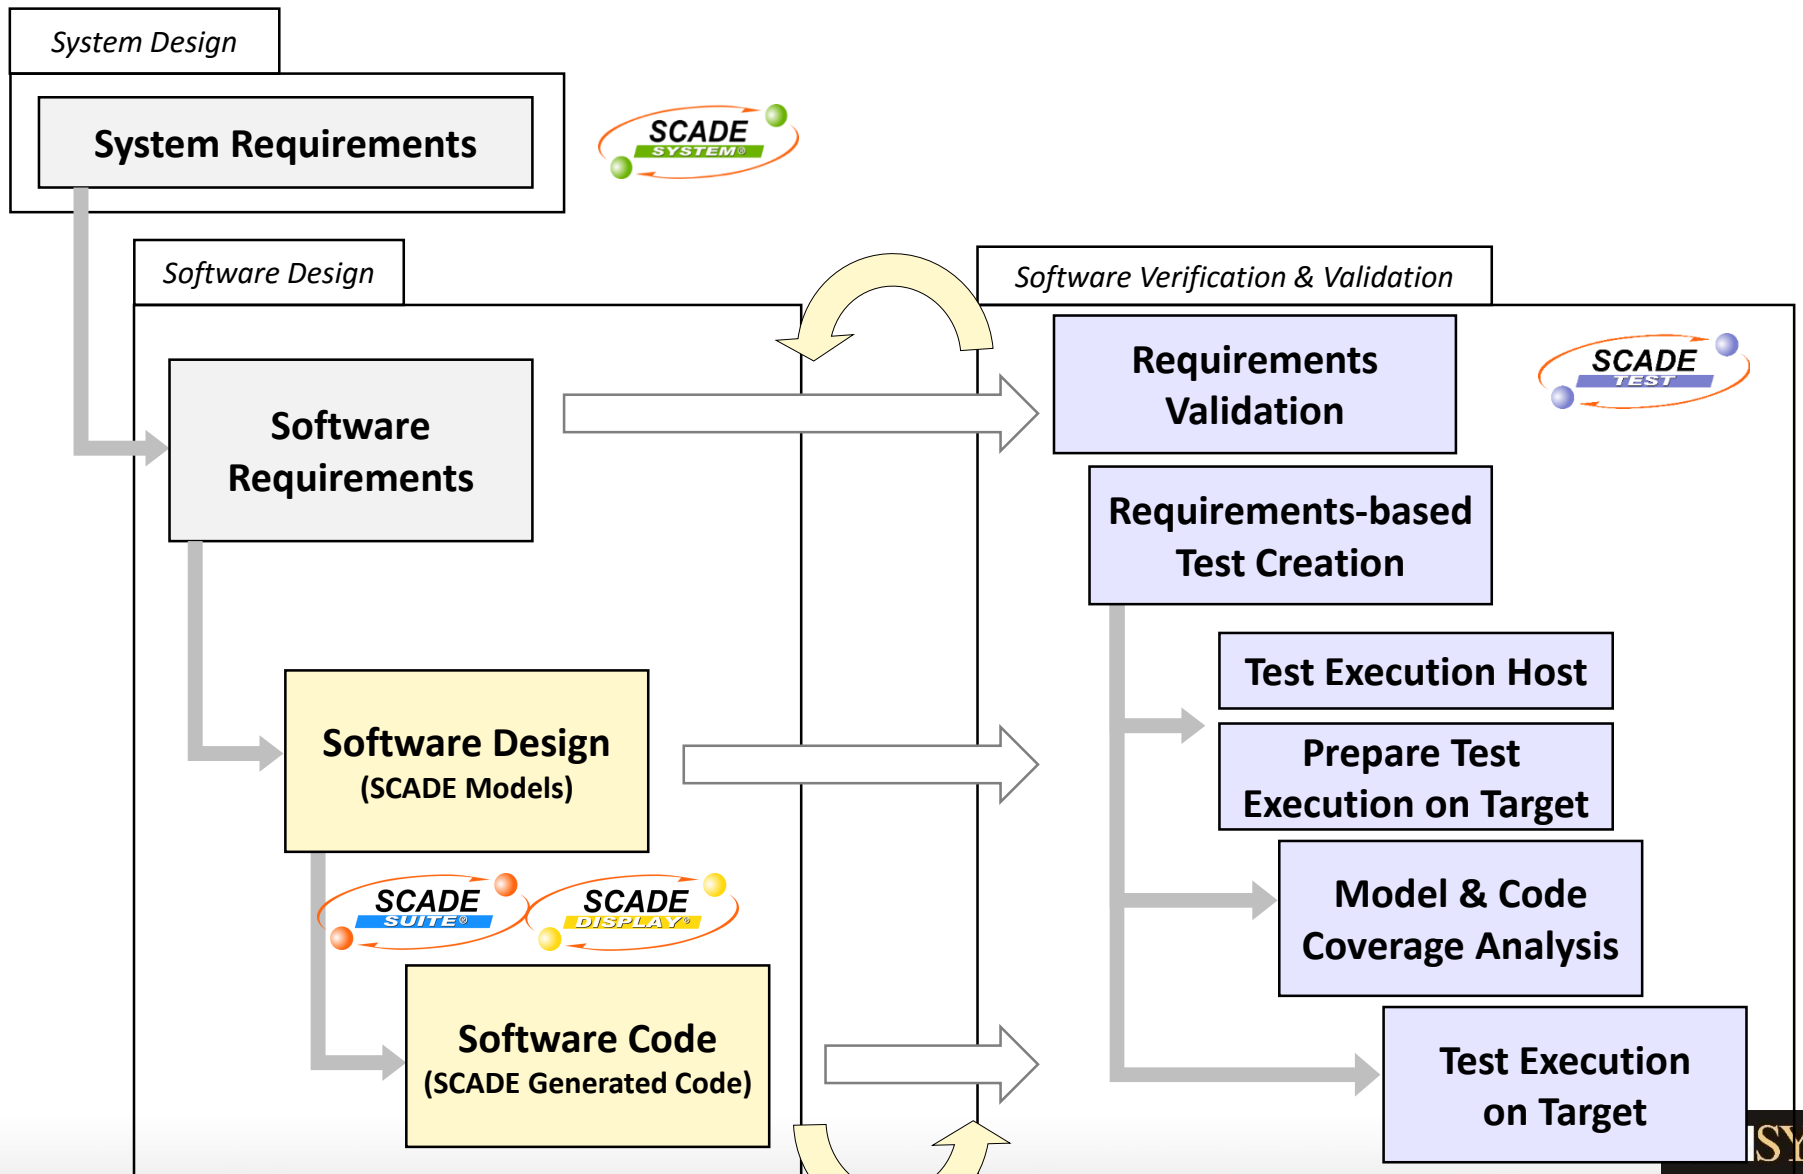 System Design
System Requirements
SCADE
SYSTEM®
Software Design
Software Verification & Validation
Software
Requirements
Requirements
Validation
SCADE
TEST
Requirements-based
Test Creation
Software Design
(SCADE Models)
Test Execution Host
Prepare Test
Execution on Target
SCADE
SUITE®
SCADE
DISPLAY®
Model & Code
Coverage Analysis
Software Code
(SCADE Generated Code)
Test Execution
on Target